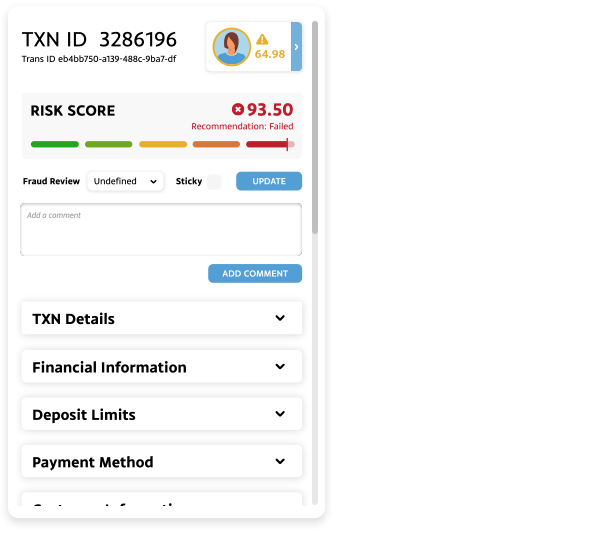 TXN ID 3286196
Trans ID eb4bb750-a139-488c-9ba7-df
64.98
RISK SCORE
93.50
Recommendation: Failed
Fraud Review Undefined Sticky UPDATE
Add a comment
ADD COMMENT
TXN Details
Financial Information
Deposit Limits
Payment Method